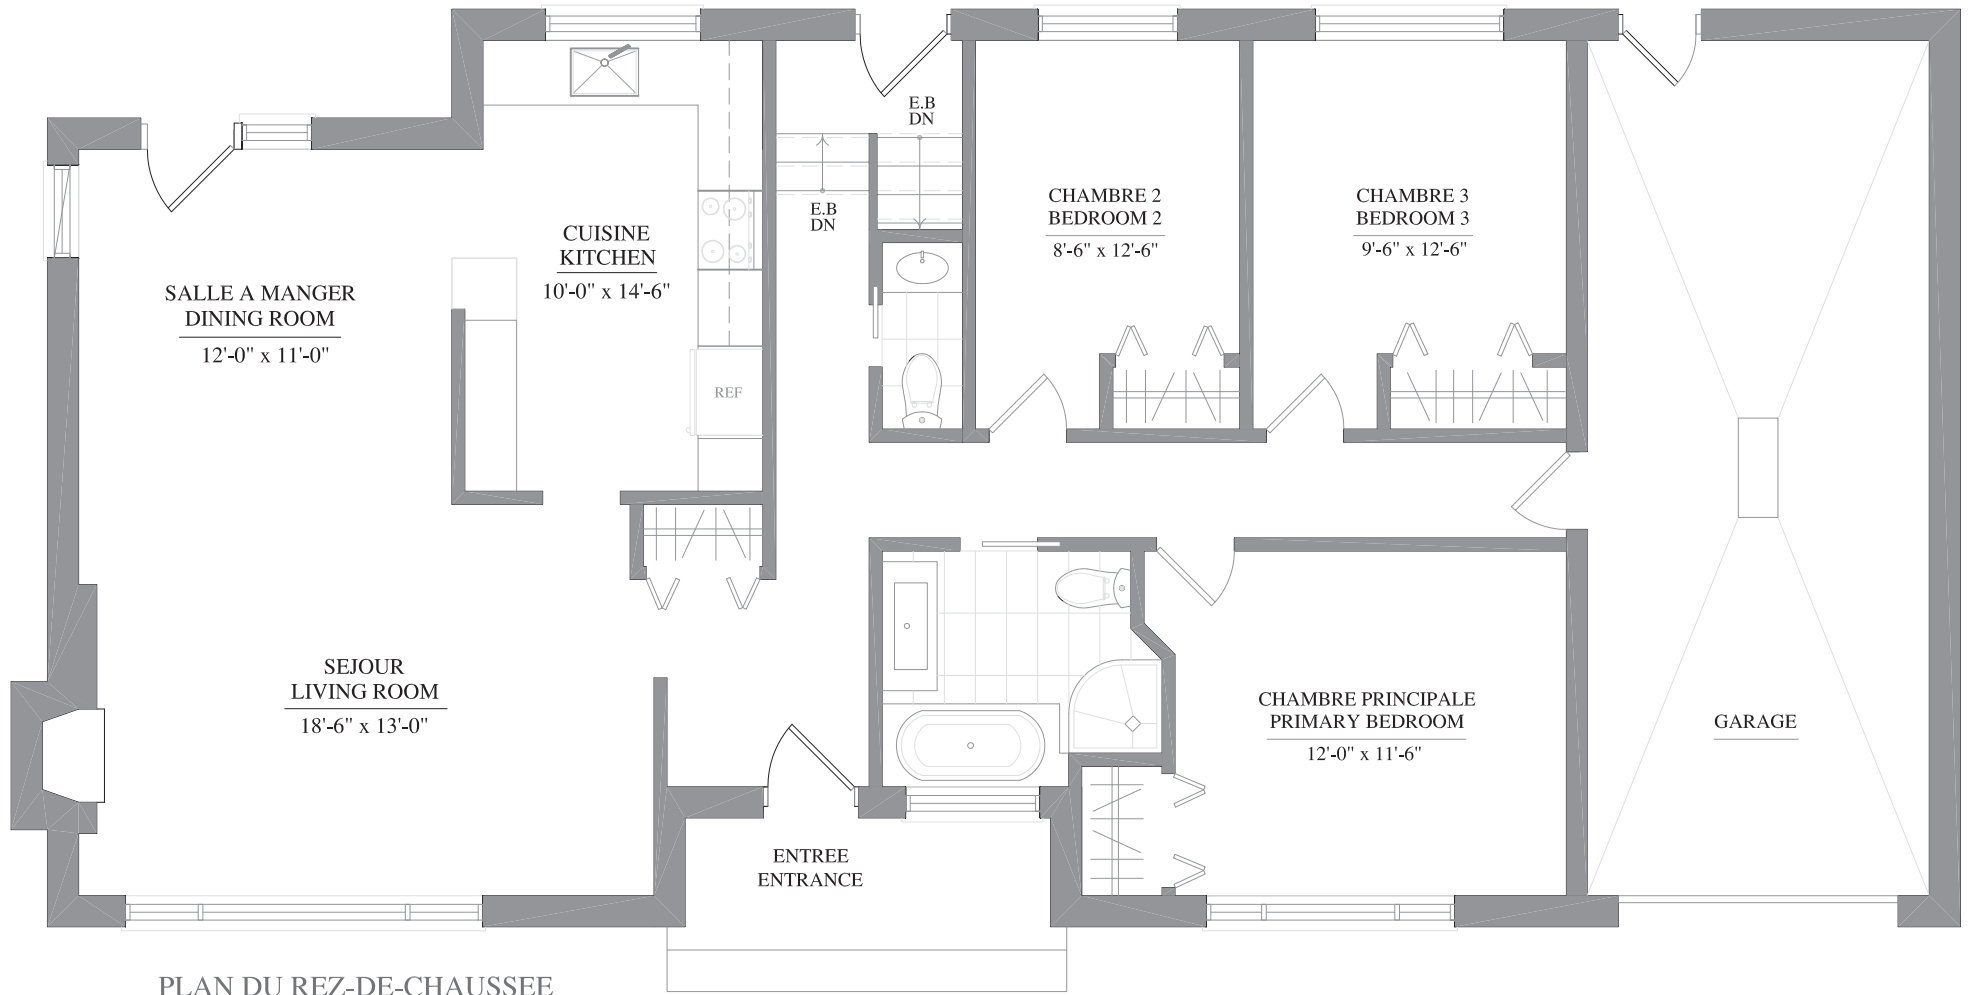 E.B
DN
E.B
DN
CHAMBRE 2
BEDROOM 2
8'-6" x 12'-6"
CHAMBRE 3
BEDROOM 3
9'-6" x 12'-6"
CUISINE
KITCHEN
10'-0" x 14'-6"
SALLE A MANGER
DINING ROOM
12'-0" x 11'-0"
REF
SEJOUR
LIVING ROOM
18'-6" x 13'-0"
CHAMBRE PRINCIPALE
PRIMARY BEDROOM
12'-0" x 11'-6"
GARAGE
ENTREE
ENTRANCE
PLAN DU REZ-DE-CHAUSSEE